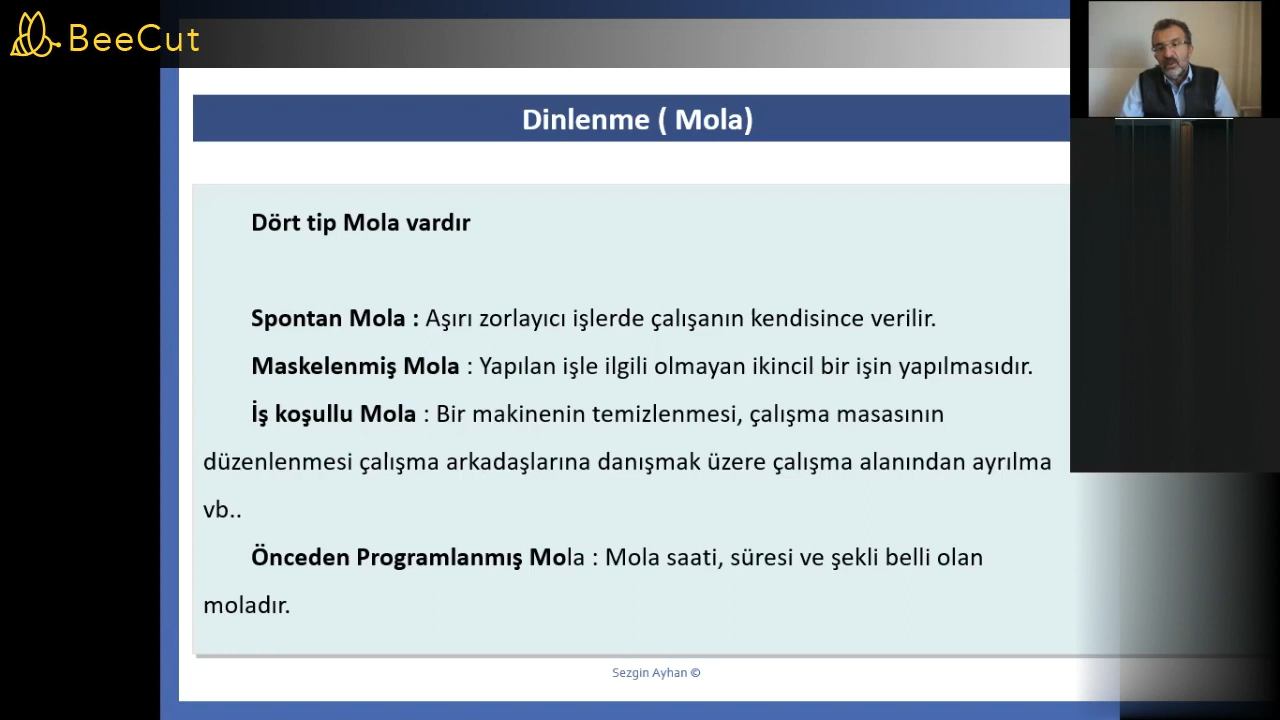 BeeCut
Dinlenme ( Mola)
Dört tip Mola vardır
Spontan Mola : Aşırı zorlayıcı işlerde çalışanın kendisince verilir.
Maskelenmiş Mola : Yapılan işle ilgili olmayan ikincil bir işin yapılmasıdır.
İş koşullu Mola : Bir makinenin temizlenmesi, çalışma masasının
düzenlenmesi çalışma arkadaşlarına danışmak üzere çalışma alanından ayrılma
vb..
Önceden Programlanmış Mola : Mola saati, süresi ve şekli belli olan
moladır.
Sezgin Ayhan ©